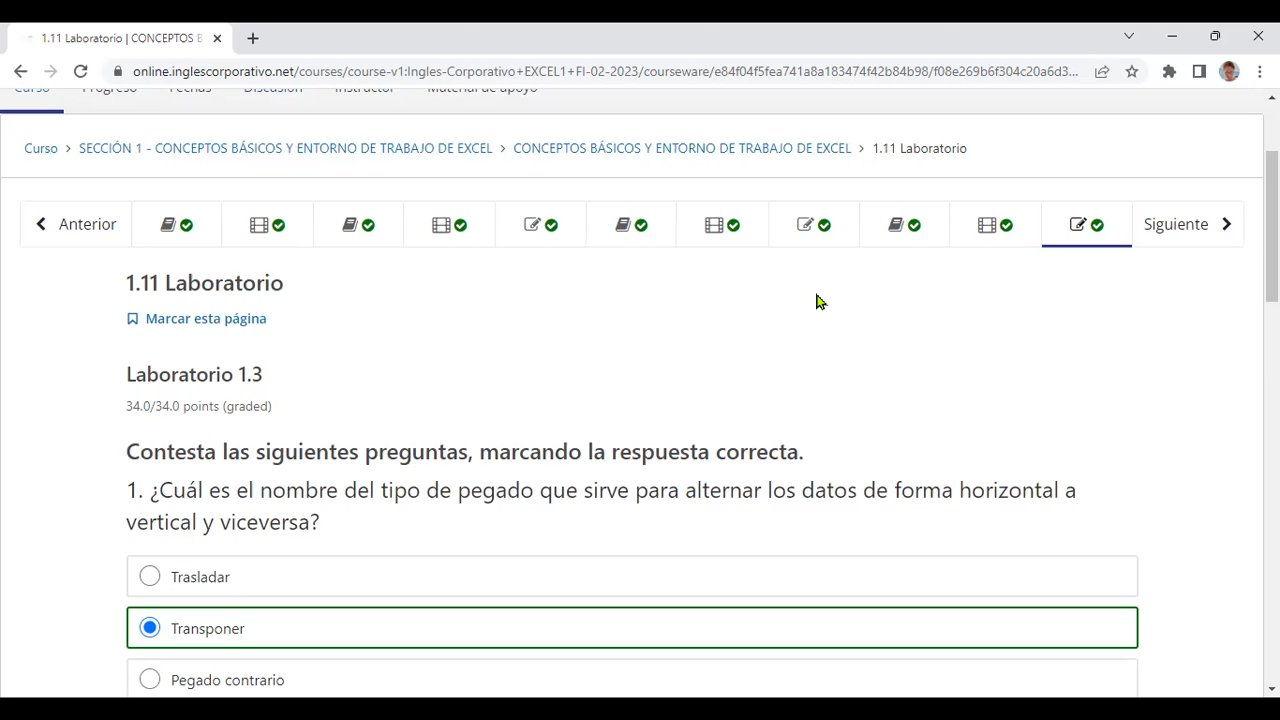 1.11 Laboratorio | CONCEPTOS B
online.inglescorporativo.net/courses/course-v1:Ingles-Corporativo+EXCEL1+FI-02-2023/courseware/e84f04f5fea741a8a183474f42b84b98/f08e269b6f304c20a6d3...
Curso Progreso Fechas Discusión Instructor Material de apoyo
Curso > SECCIÓN 1 - CONCEPTOS BÁSICOS Y ENTORNO DE TRABAJO DE EXCEL > CONCEPTOS BÁSICOS Y ENTORNO DE TRABAJO DE EXCEL > 1.11 Laboratorio
Anterior Siguiente
1.11 Laboratorio
Marcar esta página
Laboratorio 1.3
34.0/34.0 points (graded)
Contesta las siguientes preguntas, marcando la respuesta correcta.
1. ¿Cuál es el nombre del tipo de pegado que sirve para alternar los datos de forma horizontal a
vertical y viceversa?
Trasladar
Transponer
Pegado contrario